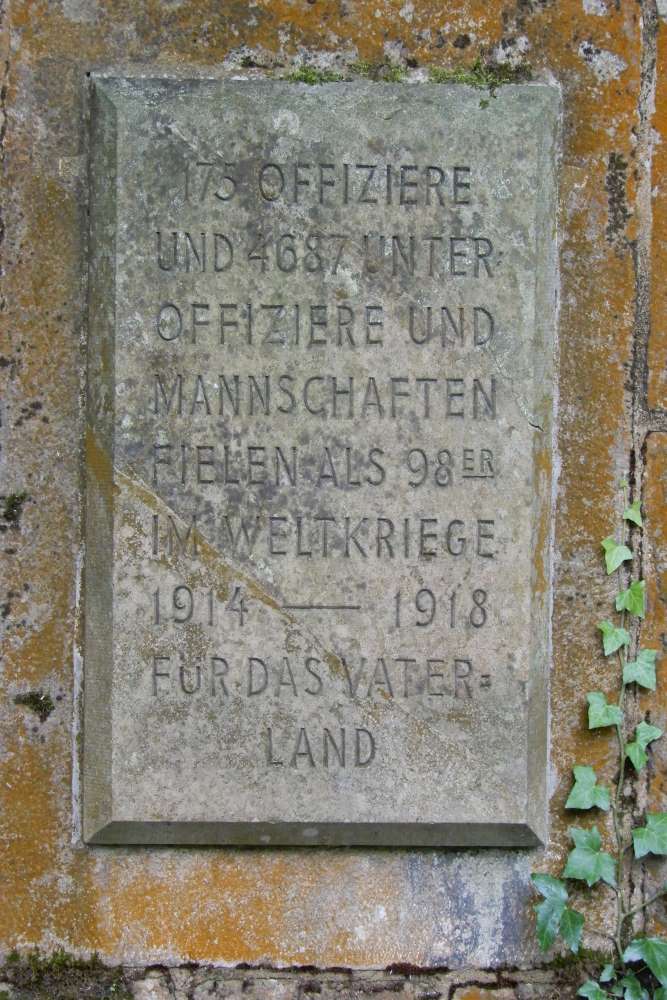 175 OFFIZIERE
UND 4687 UNTER
OFFIZIERE UND
MANNSCHAFTEN
FIELEN ALS 98ER
IM WELTKRIEGE
1914 — 1918
FÜR DAS VATER=
LAND